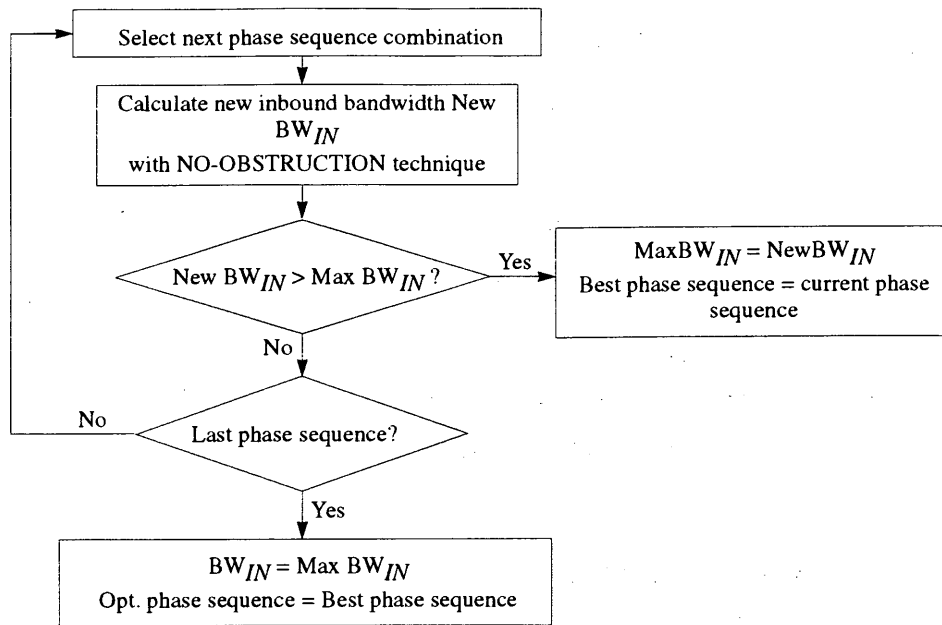 Select next phase sequence combination
Calculate new inbound bandwidth New
BW_IN
with NO-OBSTRUCTION technique
New BW_IN > Max BW_IN ?
Yes
MaxBW_IN = NewBW_IN
Best phase sequence = current phase
sequence
No
No
Last phase sequence?
Yes
BW_IN = Max BW_IN
Opt. phase sequence = Best phase sequence